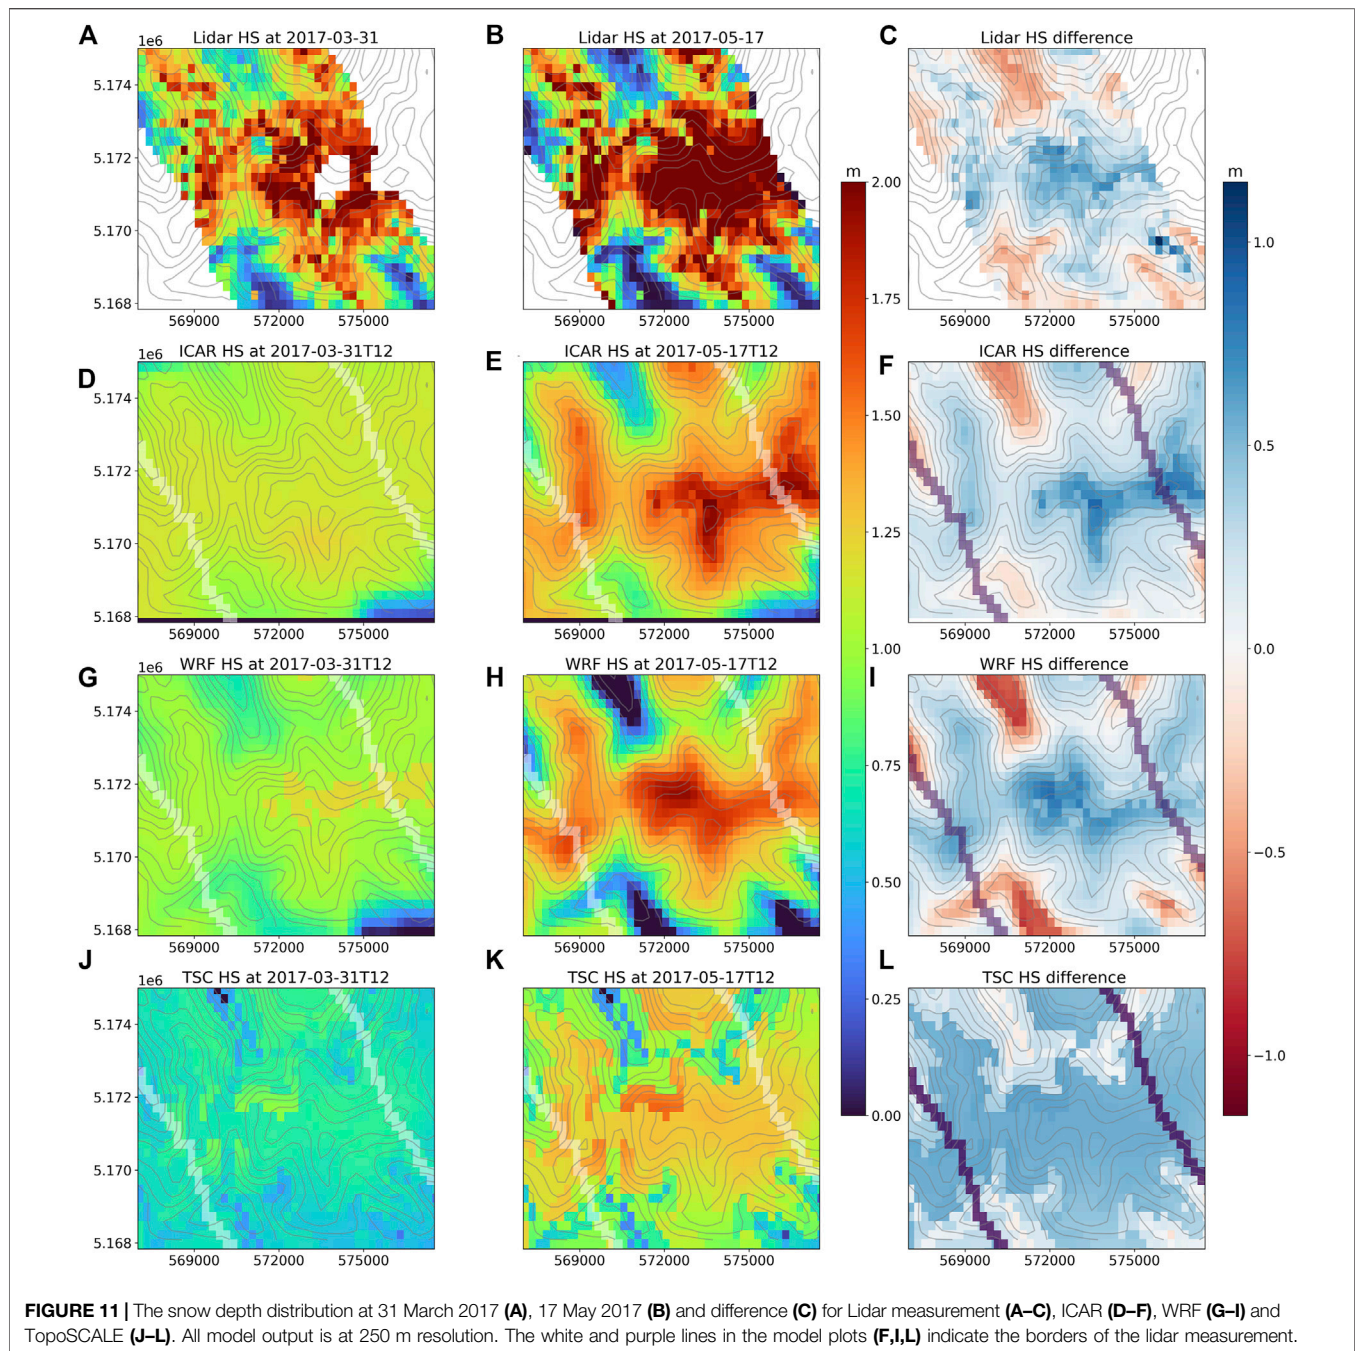 A
Lidar HS at 2017-03-31
1e6
5.174
5.172
5.170
5.168
569000 572000 575000
B
Lidar HS at 2017-05-17
569000 572000 575000
C
Lidar HS difference
569000 572000 575000
D
ICAR HS at 2017-03-31T12
1e6
5.174
5.172
5.170
5.168
569000 572000 575000
E
ICAR HS at 2017-05-17T12
569000 572000 575000
F
ICAR HS difference
569000 572000 575000
G
WRF HS at 2017-03-31T12
1e6
5.174
5.172
5.170
5.168
569000 572000 575000
H
WRF HS at 2017-05-17T12
569000 572000 575000
I
WRF HS difference
569000 572000 575000
J
TSC HS at 2017-03-31T12
1e6
5.174
5.172
5.170
5.168
569000 572000 575000
K
TSC HS at 2017-05-17T12
569000 572000 575000
L
TSC HS difference
569000 572000 575000
m
2.00
1.75
1.50
1.25
1.00
0.75
0.50
0.25
0.00
m
1.0
0.5
0.0
−0.5
−1.0
FIGURE 11 | The snow depth distribution at 31 March 2017 (A), 17 May 2017 (B) and difference (C) for Lidar measurement (A–C), ICAR (D–F), WRF (G–I) and
TopoSCALE (J–L). All model output is at 250 m resolution. The white and purple lines in the model plots (F,I,L) indicate the borders of the lidar measurement.